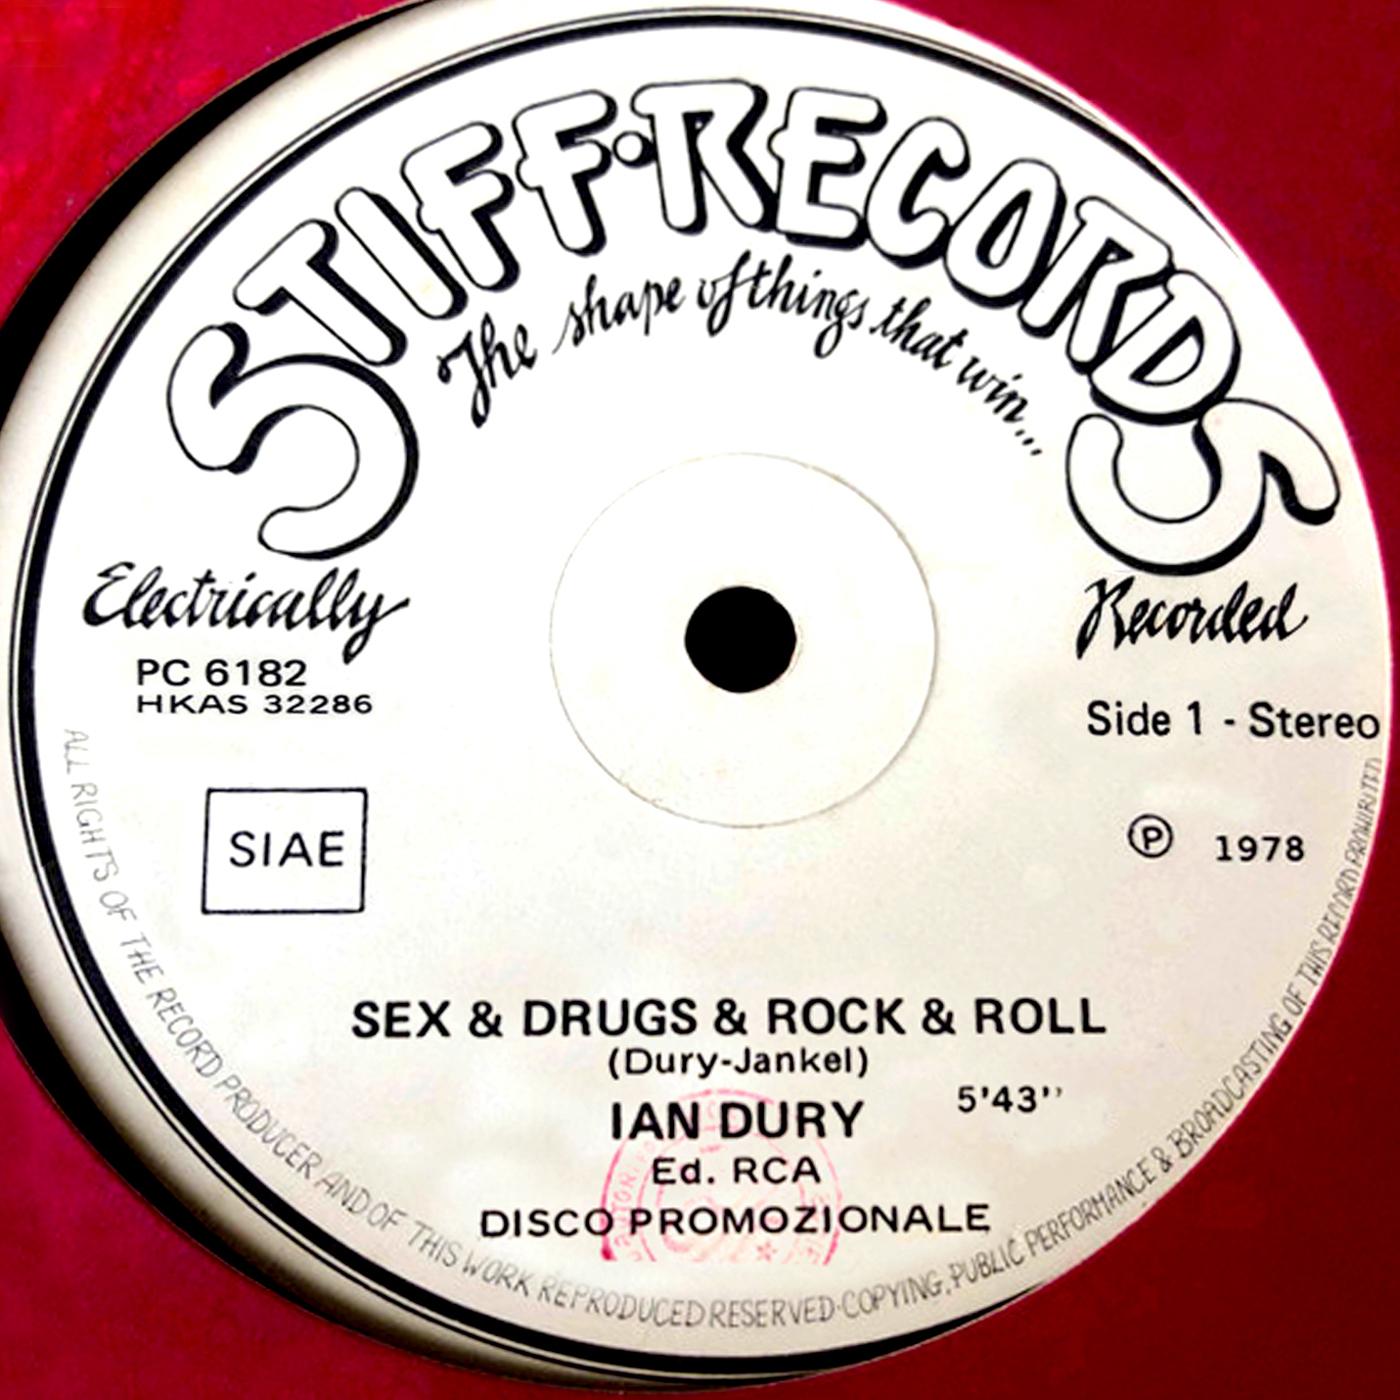 STIFF·RECORDS
The shape of things that win...
Electrically
Recorded
PC 6182
HKAS 32286
Side 1 - Stereo
SIAE
Ⓟ 1978
SEX & DRUGS & ROCK & ROLL
(Dury-Jankel)
5'43''
IAN DURY
Ed. RCA
DISCO PROMOZIONALE
ALL RIGHTS OF THE RECORD PRODUCER AND OF THIS WORK REPRODUCED RESERVED·COPYING, PUBLIC PERFORMANCE & BROADCASTING OF THIS RECORD PROHIRITED